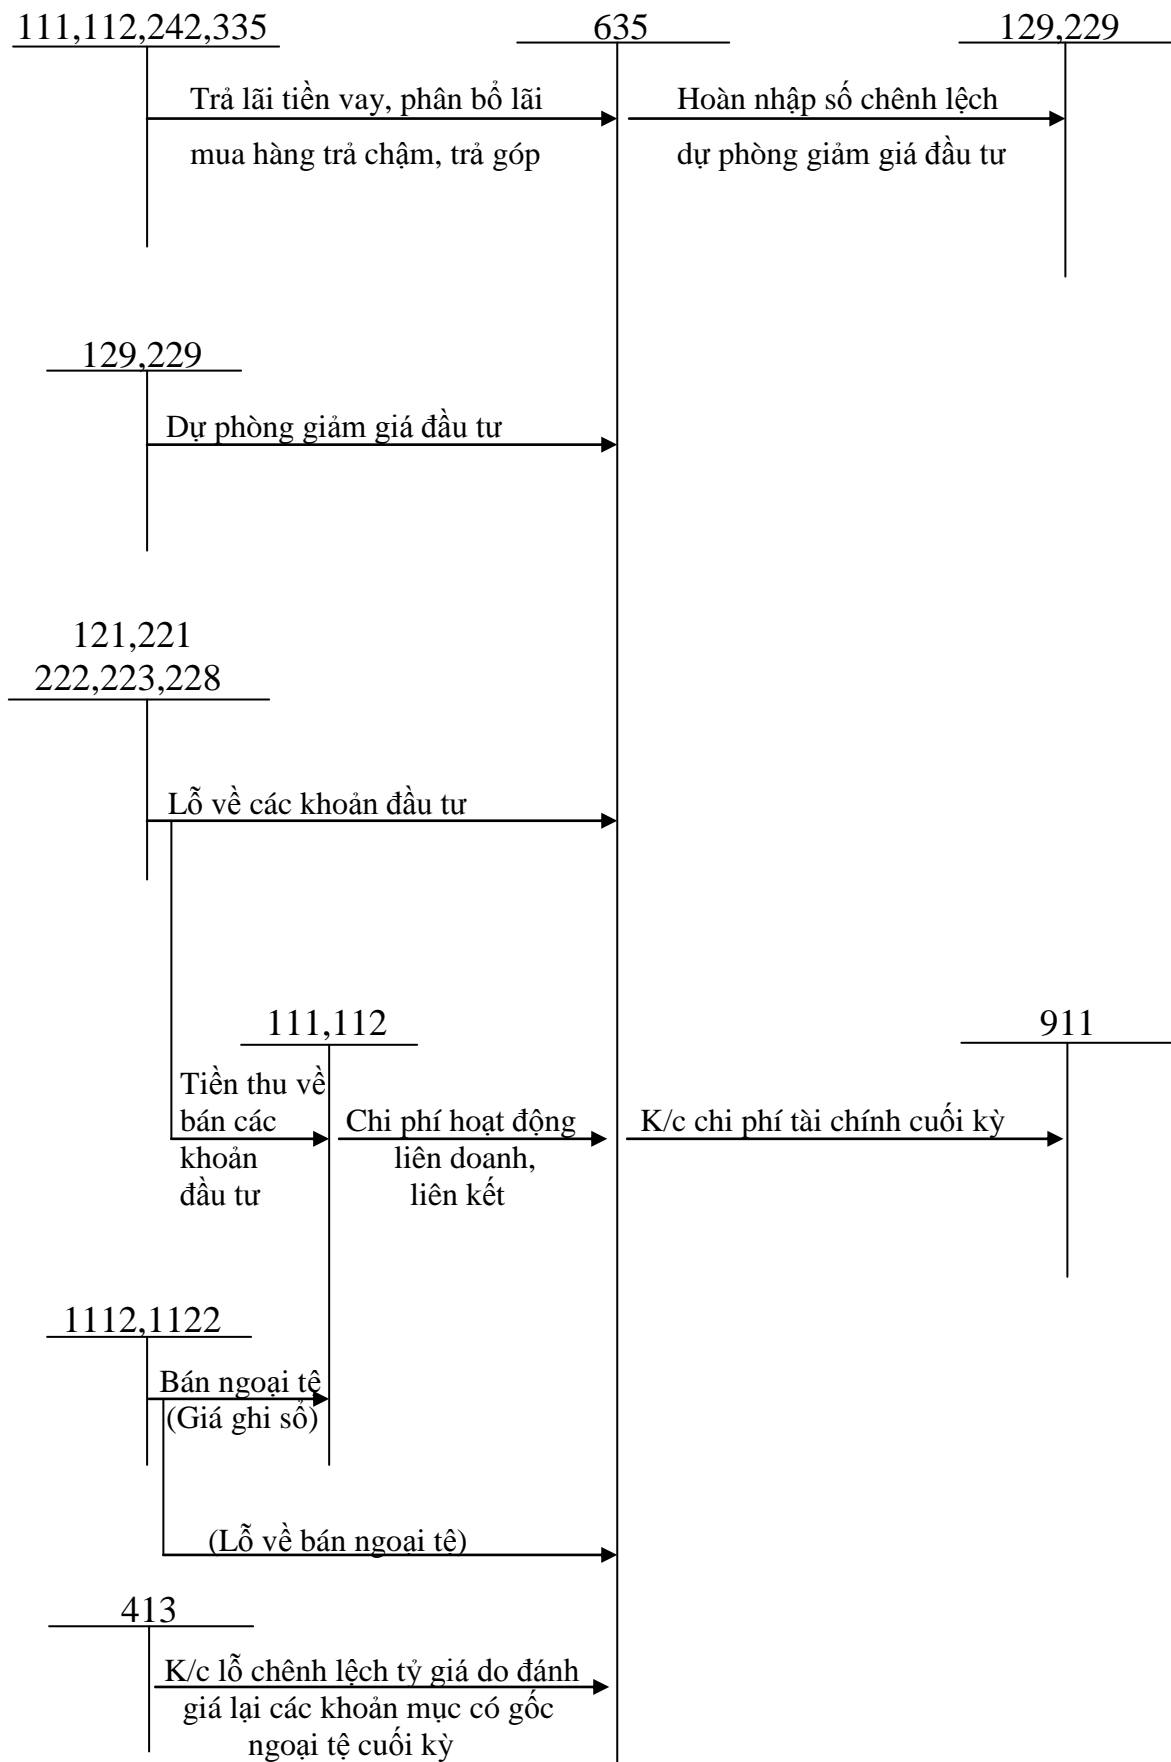 111,112,242,335
635
129,229
Trả lãi tiền vay, phân bổ lãi
mua hàng trả chậm, trả góp
Hoàn nhập số chênh lệch
dự phòng giảm giá đầu tư
129,229
Dự phòng giảm giá đầu tư
121,221
222,223,228
Lỗ về các khoản đầu tư
111,112
911
Tiền thu về
bán các
khoản
đầu tư
Chi phí hoạt động
liên doanh,
liên kết
K/c chi phí tài chính cuối kỳ
1112,1122
Bán ngoại tệ
(Giá ghi sổ)
(Lỗ về bán ngoại tệ)
413
K/c lỗ chênh lệch tỷ giá do đánh
giá lại các khoản mục có gốc
ngoại tệ cuối kỳ